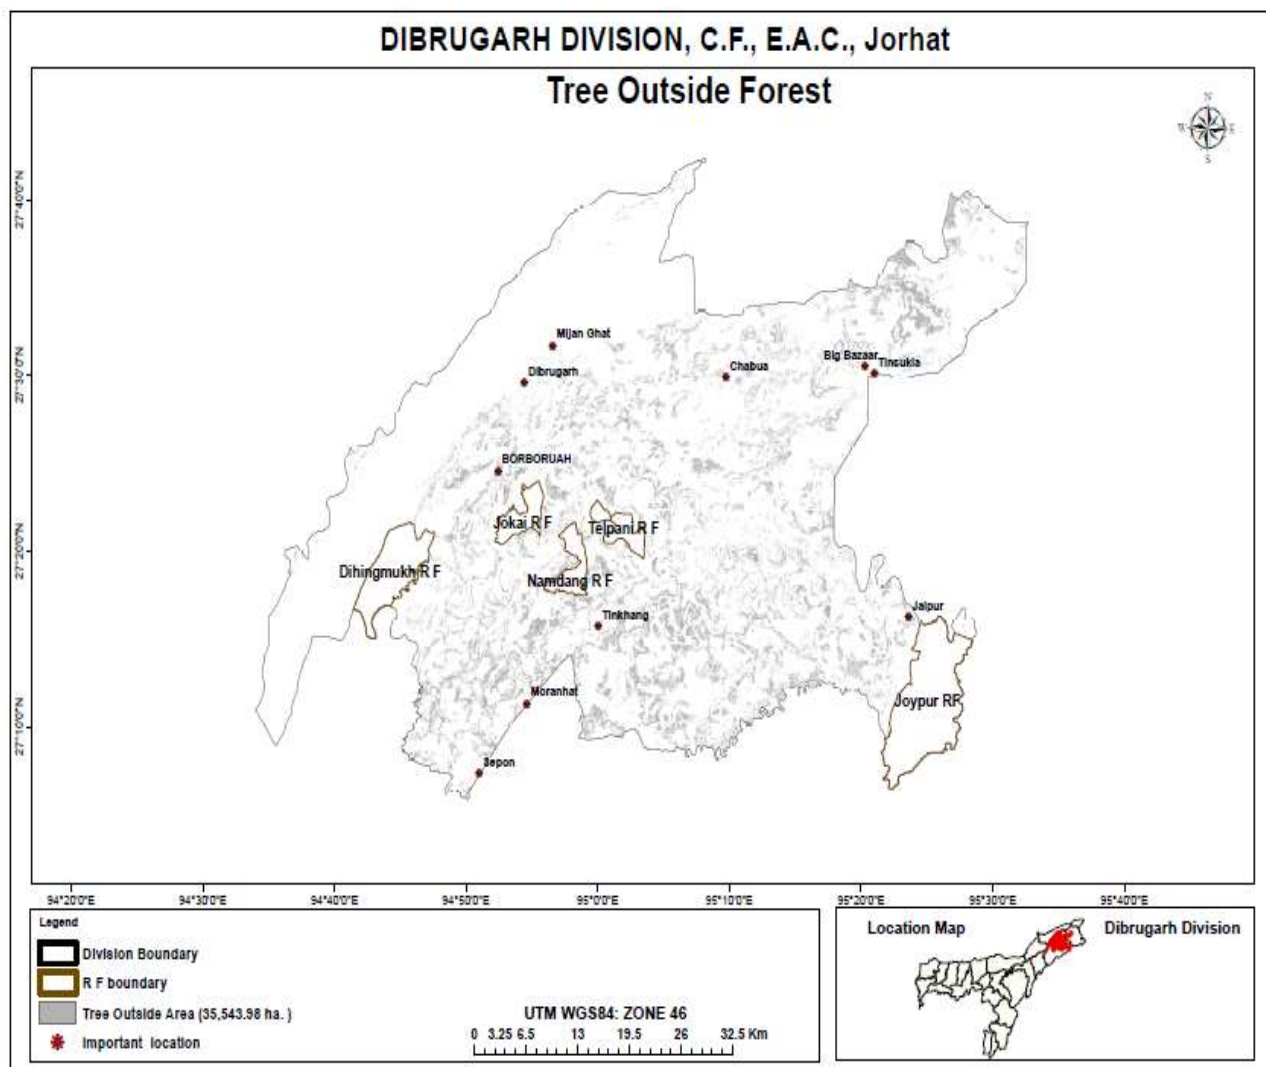 DIBRUGARH DIVISION, C.F., E.A.C., Jorhat
Tree Outside Forest
N
W E
S
27°40'0"N
27°30'0"N
27°20'0"N
27°10'0"N
Mijan Ghat
Dibrugarh
Chabua
Big Bazaar
Tinsukia
BORBORUAH
Jokai R F
Telpani R F
Dihingmukh R F
Namdang R F
Tinkhang
Jaipur
Moranhat
Joypur RF
Sepon
94°20'0"E 94°30'0"E 94°40'0"E 94°50'0"E 95°0'0"E 95°10'0"E 95°20'0"E 95°30'0"E 95°40'0"E
Legend
Division Boundary
R F boundary
Tree Outside Area (35,543.98 ha. )
Important location
UTM WGS84: ZONE 46
0 3.25 6.5 13 19.5 26 32.5 Km
Location Map
Dibrugarh Division